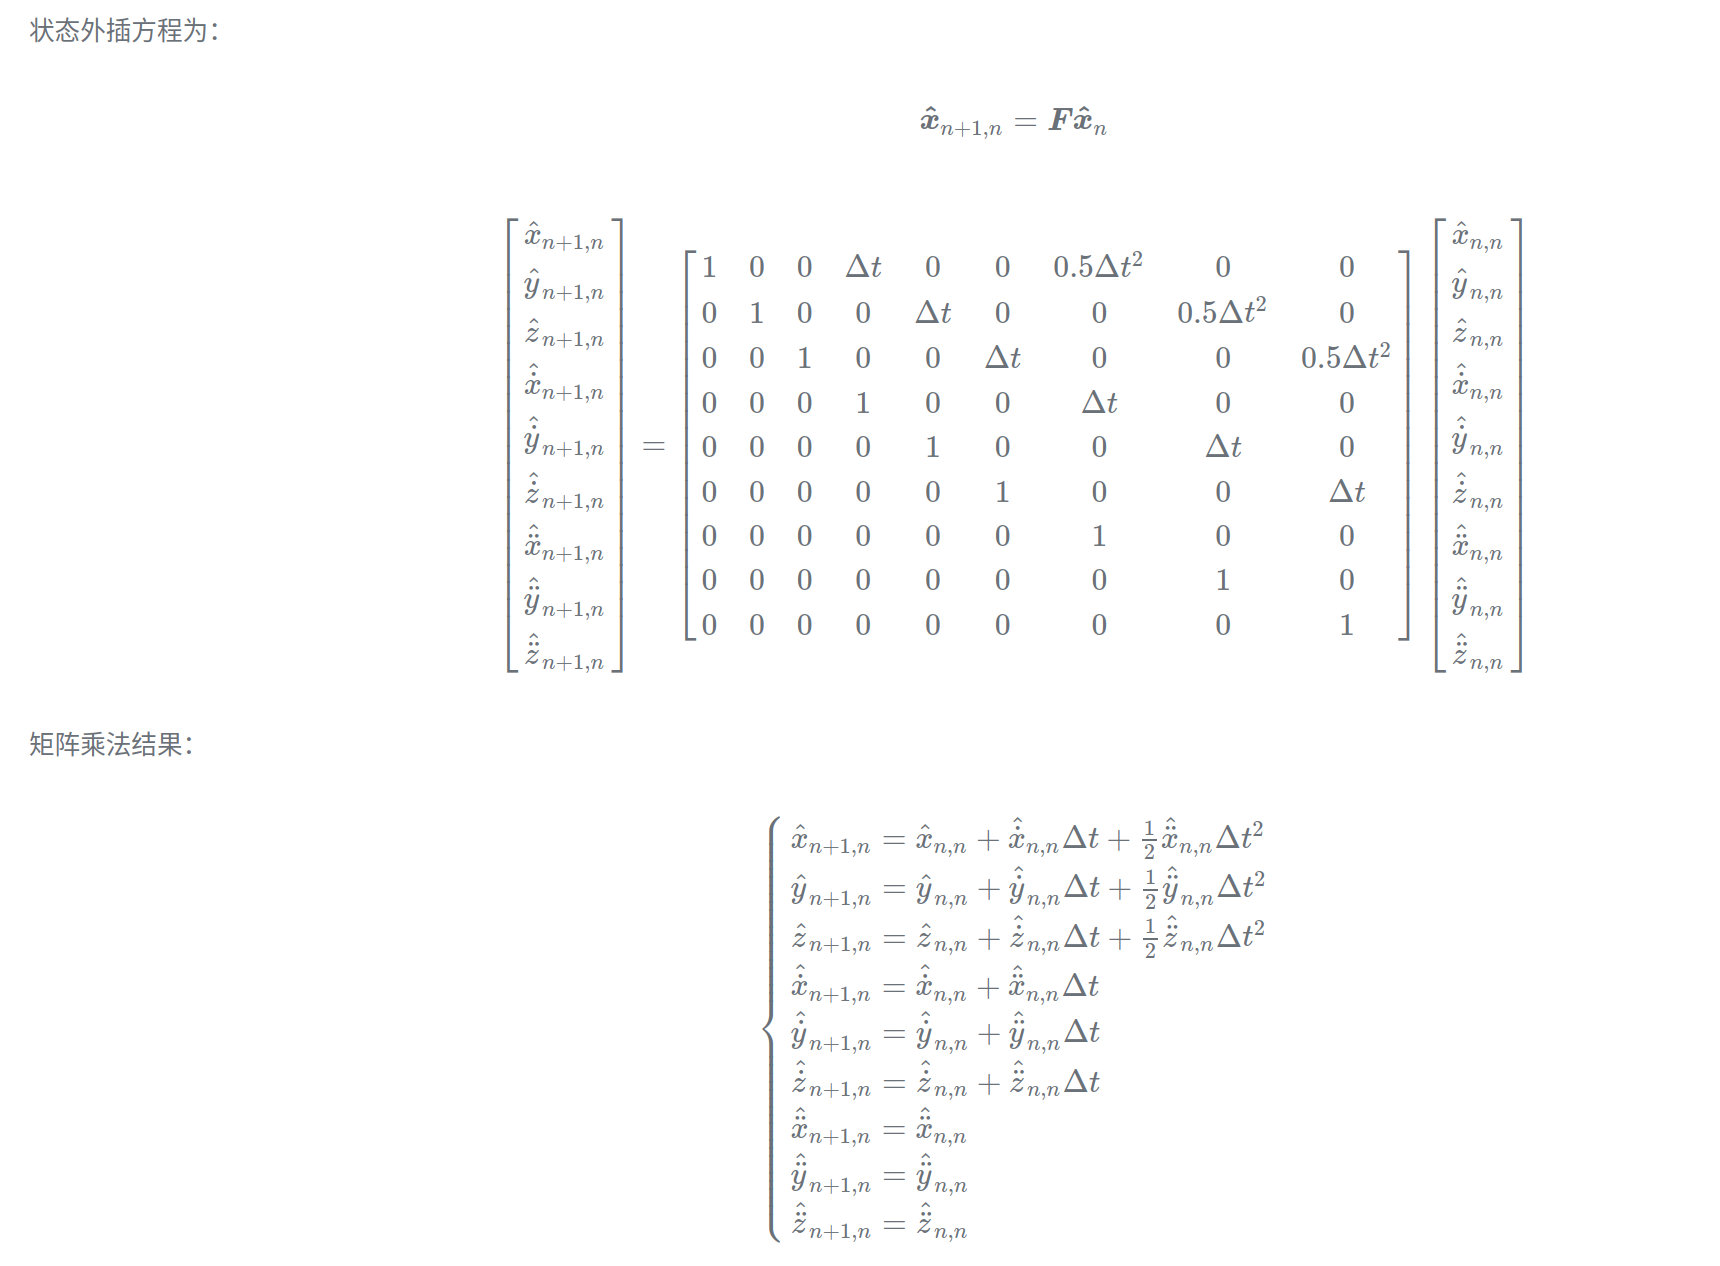 状态外插方程为：
$\hat{\boldsymbol{x}}_{n+1,n} = \boldsymbol{F}\hat{\boldsymbol{x}}_{n}$
$\begin{bmatrix} \hat{x}_{n+1,n} \\ \hat{y}_{n+1,n} \\ \hat{z}_{n+1,n} \\ \hat{\dot{x}}_{n+1,n} \\ \hat{\dot{y}}_{n+1,n} \\ \hat{\dot{z}}_{n+1,n} \\ \hat{\ddot{x}}_{n+1,n} \\ \hat{\ddot{y}}_{n+1,n} \\ \hat{\ddot{z}}_{n+1,n} \end{bmatrix} = \begin{bmatrix} 1 & 0 & 0 & \Delta t & 0 & 0 & 0.5\Delta t^2 & 0 & 0 \\ 0 & 1 & 0 & 0 & \Delta t & 0 & 0 & 0.5\Delta t^2 & 0 \\ 0 & 0 & 1 & 0 & 0 & \Delta t & 0 & 0 & 0.5\Delta t^2 \\ 0 & 0 & 0 & 1 & 0 & 0 & \Delta t & 0 & 0 \\ 0 & 0 & 0 & 0 & 1 & 0 & 0 & \Delta t & 0 \\ 0 & 0 & 0 & 0 & 0 & 1 & 0 & 0 & \Delta t \\ 0 & 0 & 0 & 0 & 0 & 0 & 1 & 0 & 0 \\ 0 & 0 & 0 & 0 & 0 & 0 & 0 & 1 & 0 \\ 0 & 0 & 0 & 0 & 0 & 0 & 0 & 0 & 1 \end{bmatrix} \begin{bmatrix} \hat{x}_{n,n} \\ \hat{y}_{n,n} \\ \hat{z}_{n,n} \\ \hat{\dot{x}}_{n,n} \\ \hat{\dot{y}}_{n,n} \\ \hat{\dot{z}}_{n,n} \\ \hat{\ddot{x}}_{n,n} \\ \hat{\ddot{y}}_{n,n} \\ \hat{\ddot{z}}_{n,n} \end{bmatrix}$
矩阵乘法结果：
$\hat{x}_{n+1,n} = \hat{x}_{n,n} + \hat{\dot{x}}_{n,n}\Delta t + \frac{1}{2}\hat{\ddot{x}}_{n,n}\Delta t^2$
$\hat{y}_{n+1,n} = \hat{y}_{n,n} + \hat{\dot{y}}_{n,n}\Delta t + \frac{1}{2}\hat{\ddot{y}}_{n,n}\Delta t^2$
$\hat{z}_{n+1,n} = \hat{z}_{n,n} + \hat{\dot{z}}_{n,n}\Delta t + \frac{1}{2}\hat{\ddot{z}}_{n,n}\Delta t^2$
$\hat{\dot{x}}_{n+1,n} = \hat{\dot{x}}_{n,n} + \hat{\ddot{x}}_{n,n}\Delta t$
$\hat{\dot{y}}_{n+1,n} = \hat{\dot{y}}_{n,n} + \hat{\ddot{y}}_{n,n}\Delta t$
$\hat{\dot{z}}_{n+1,n} = \hat{\dot{z}}_{n,n} + \hat{\ddot{z}}_{n,n}\Delta t$
$\hat{\ddot{x}}_{n+1,n} = \hat{\ddot{x}}_{n,n}$
$\hat{\ddot{y}}_{n+1,n} = \hat{\ddot{y}}_{n,n}$
$\hat{\ddot{z}}_{n+1,n} = \hat{\ddot{z}}_{n,n}$